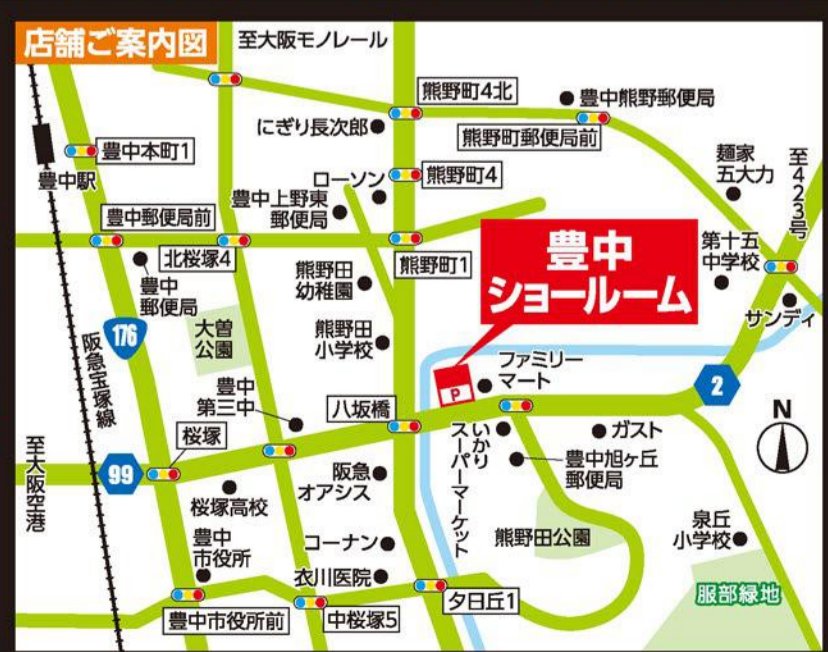 店舗ご案内図
至大阪モノレール
熊野町4北
豊中熊野郵便局
にぎり長次郎
熊野町郵便局前
豊中本町1
豊中駅
ローソン
熊野町4
麺家
五大力
至423号
豊中上野東
郵便局
豊中郵便局前
北桜塚4
熊野町1
豊中
ショールーム
第十五
中学校
豊中
郵便局
熊野田
幼稚園
サンディ
176
阪急宝塚線
大曽
公園
熊野田
小学校
ファミリー
マート
P
2
豊中
第三中
八坂橋
N
桜塚
いかり
スーパーマーケット
ガスト
至大阪空港
99
阪急
オアシス
豊中旭ヶ丘
郵便局
桜塚高校
豊中
市役所
コーナン
熊野田公園
泉丘
小学校
衣川医院
夕日丘1
服部緑地
豊中市役所前
中桜塚5